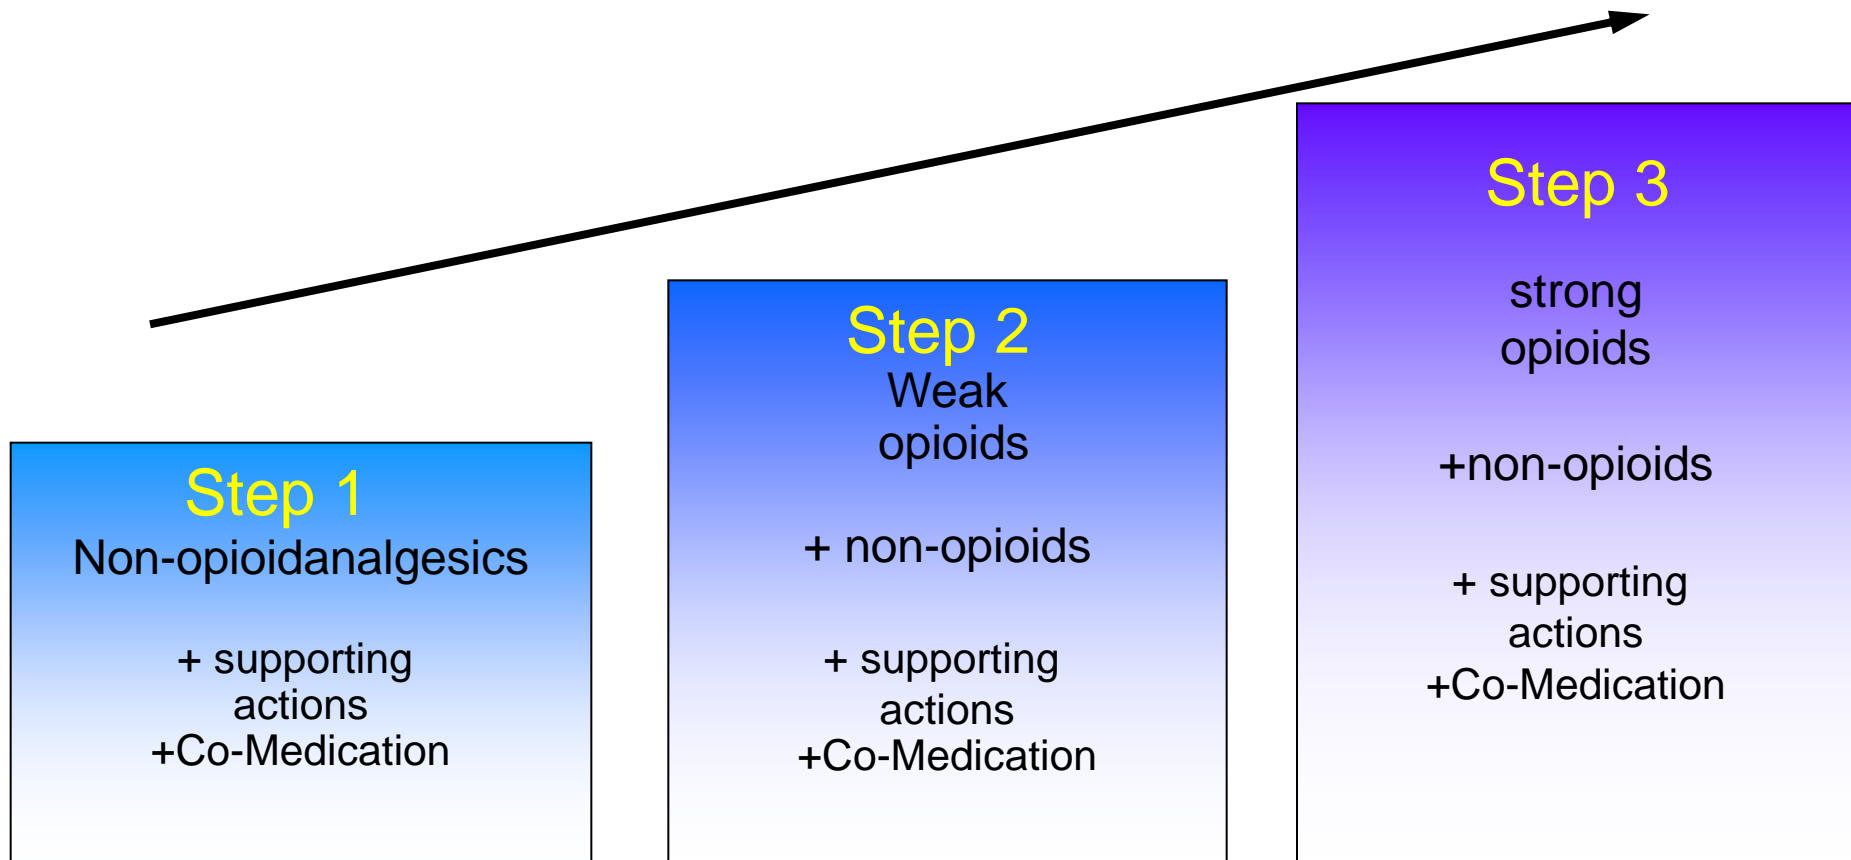 Step 1
Non-opioidanalgesics
+ supporting
actions
+Co-Medication
Step 2
Weak
opioids
+ non-opioids
+ supporting
actions
+Co-Medication
Step 3
strong
opioids
+non-opioids
+ supporting
actions
+Co-Medication